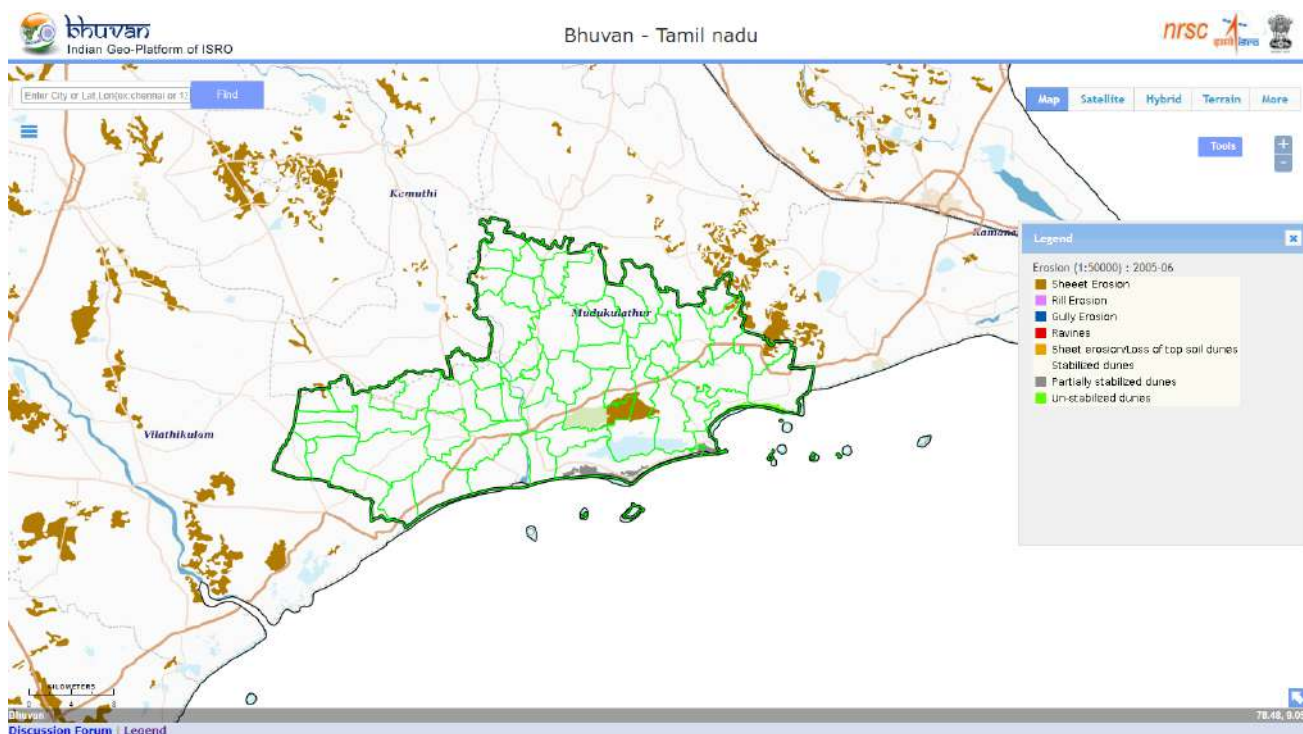 bhuvan
Indian Geo-Platform of ISRO
Bhuvan - Tamil nadu
nrsc इसरो isro
Find
Map Satellite Hybrid Terrain More
Tools
Kamuthi
Mudukulathur
Vilathikulam
Legend
Erosion (1:50000) : 2005-06
Sheeet Erosion
Rill Erosion
Gully Erosion
Ravines
Sheet erosion/Loss of top soil dunes
Stabilized dunes
Partially stabilized dunes
Un-stabilized dunes
KILOMETERS
0 4 8
Bhuvan
Discussion Forum | Legend